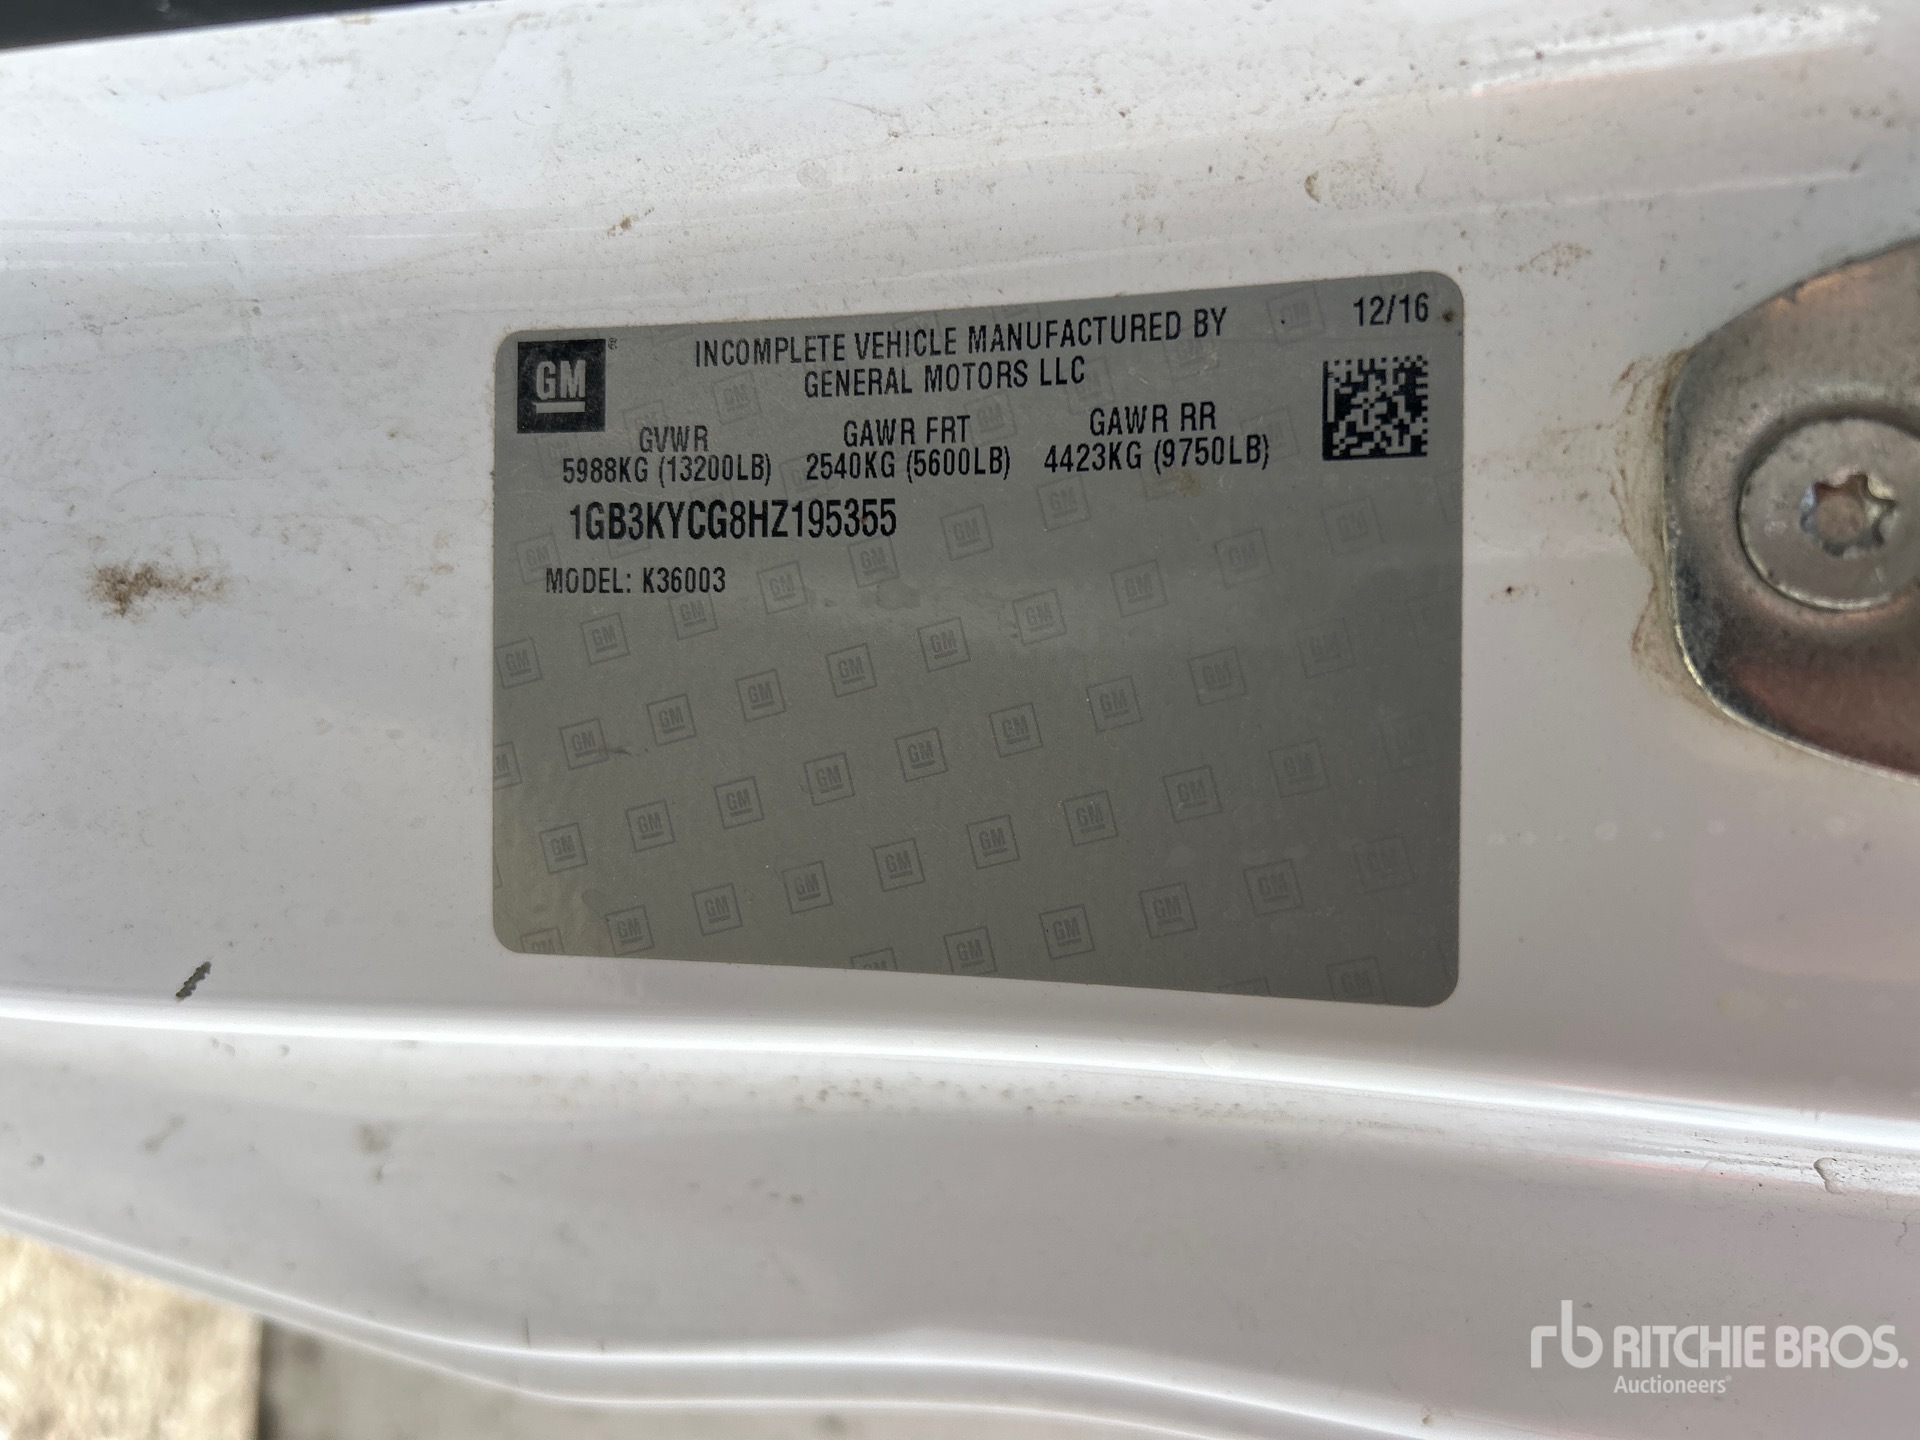 GM
INCOMPLETE VEHICLE MANUFACTURED BY
GENERAL MOTORS LLC
12/16
GVWR GAWR FRT GAWR RR
5988KG (13200LB) 2540KG (5600LB) 4423KG (9750LB)
1GB3KYCG8HZ195355
MODEL: K36003
rb RITCHIE BROS.
Auctioneers